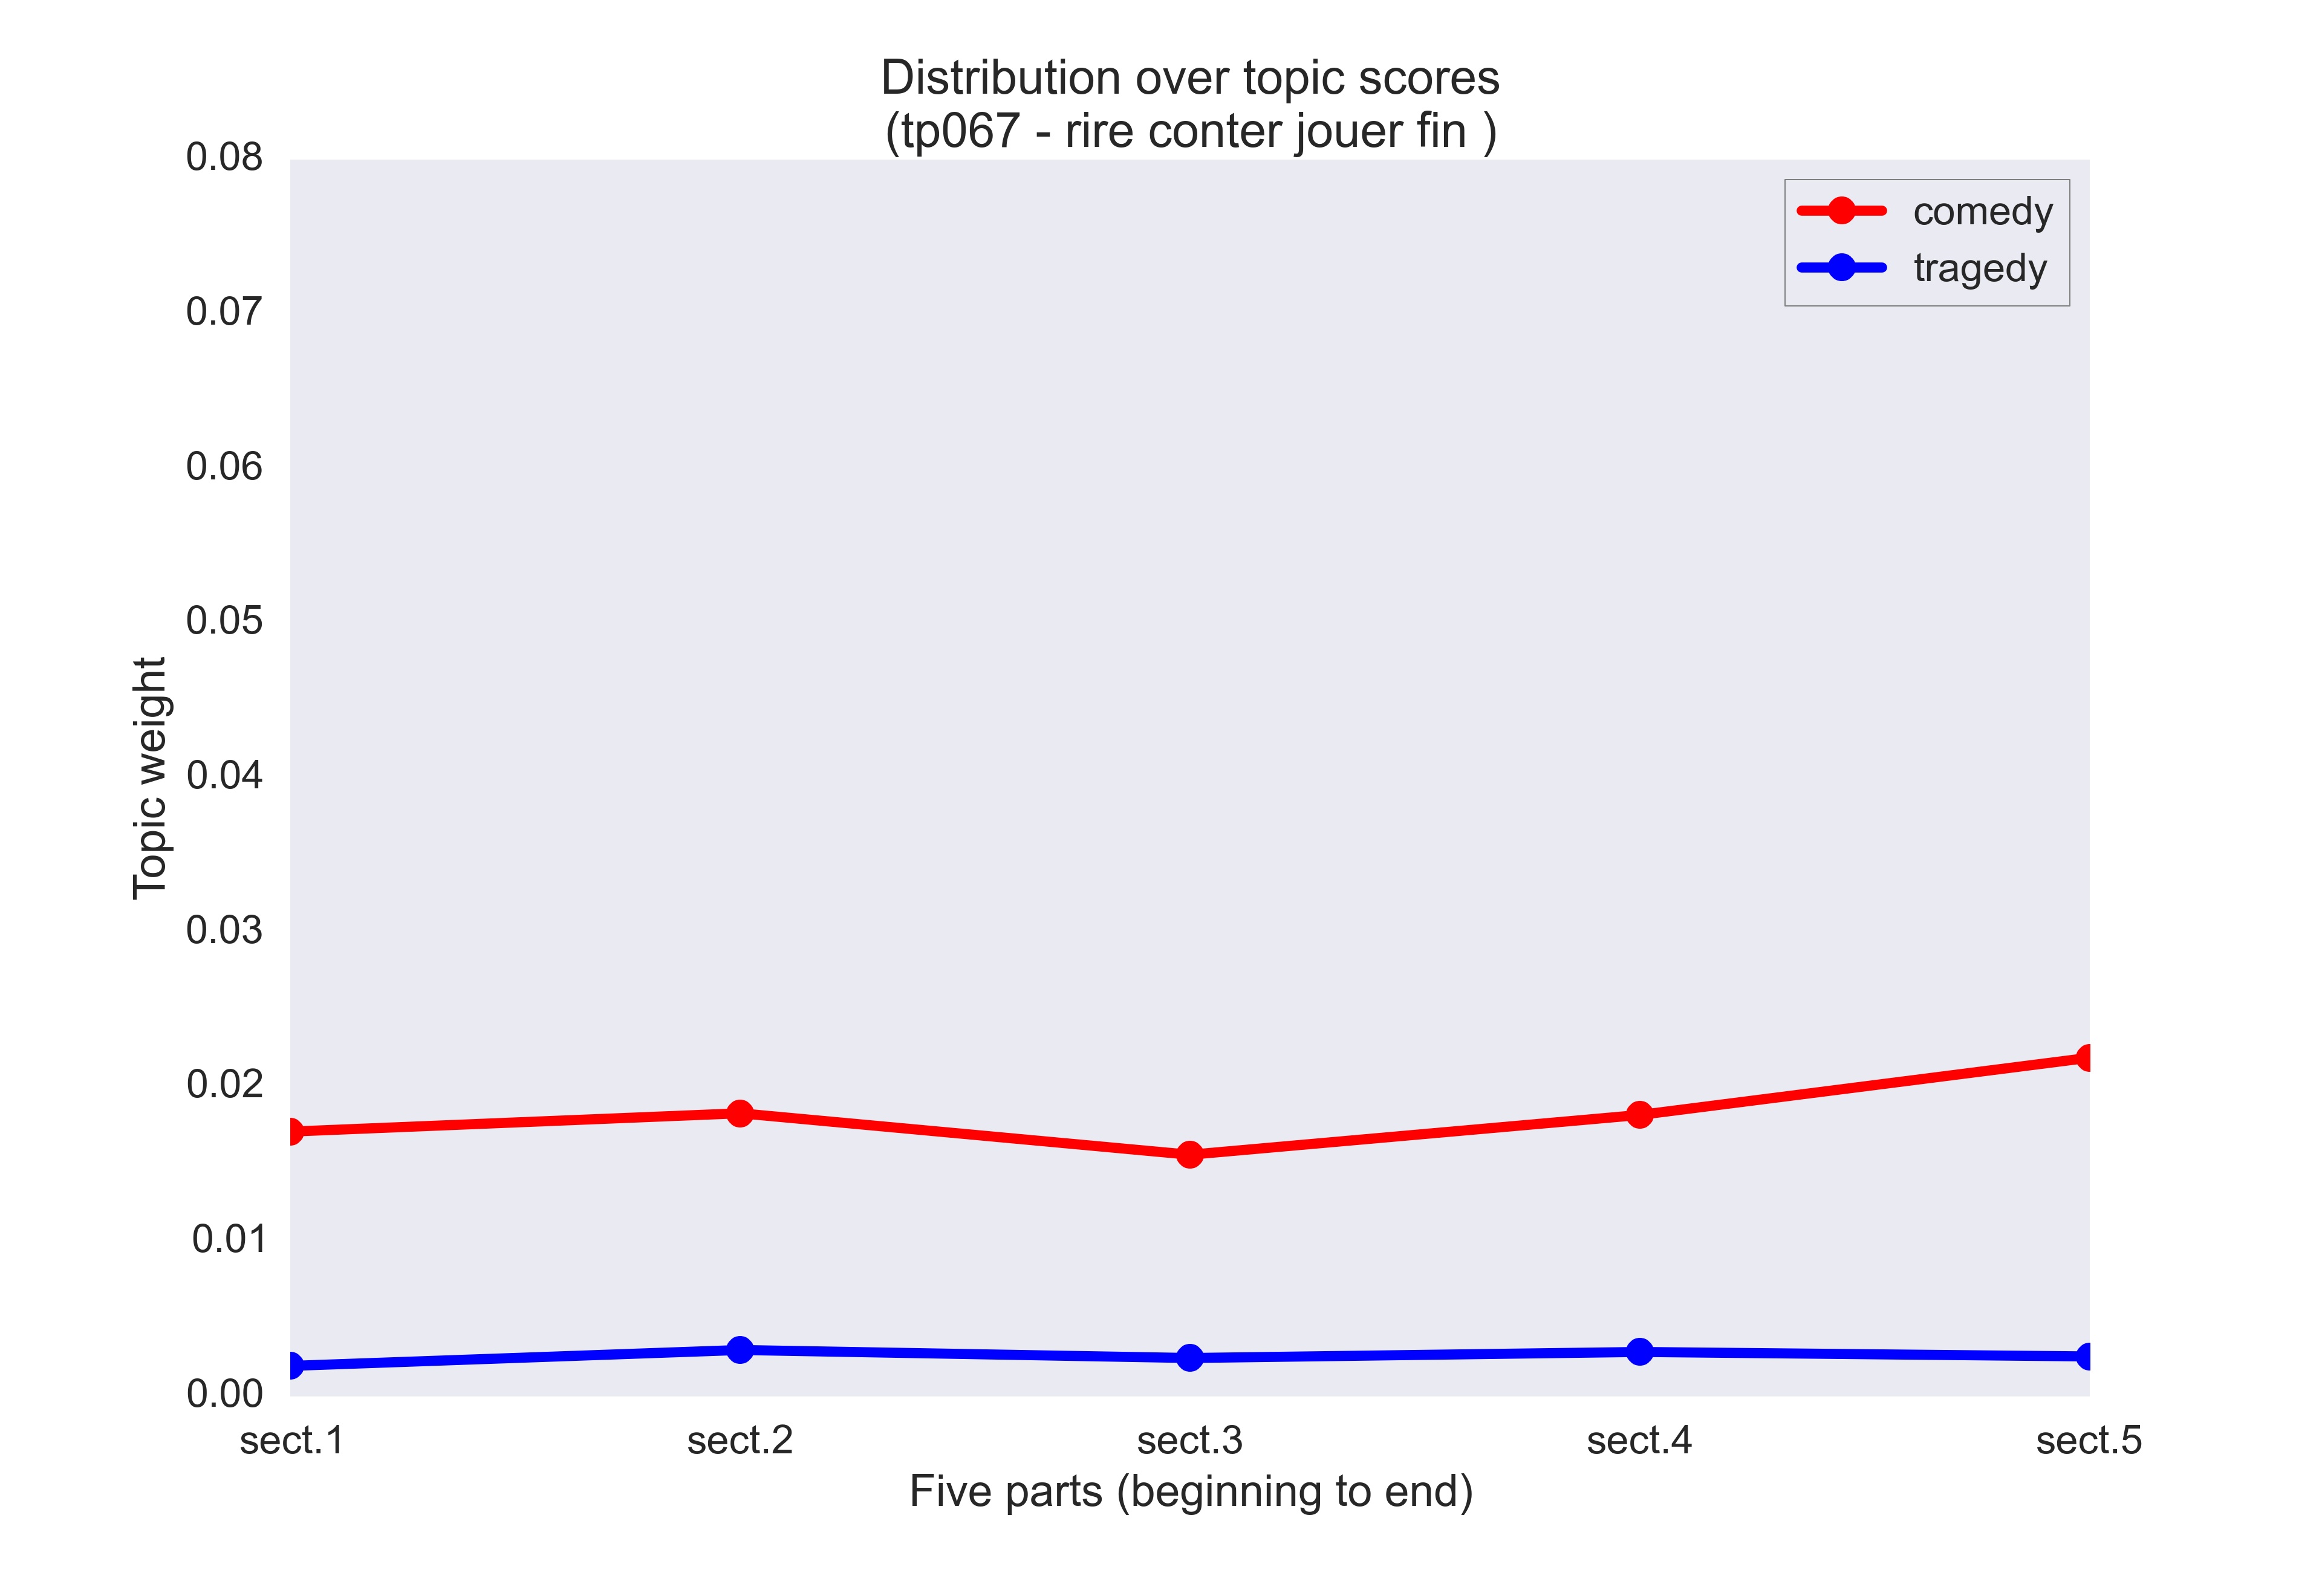 Distribution over topic scores
(tp067 - rire conter jouer fin )
0.08
0.07
0.06
0.05
0.04
0.03
0.02
0.01
0.00
Topic weight
comedy
tragedy
sect.1
sect.2
sect.3
sect.4
sect.5
Five parts (beginning to end)